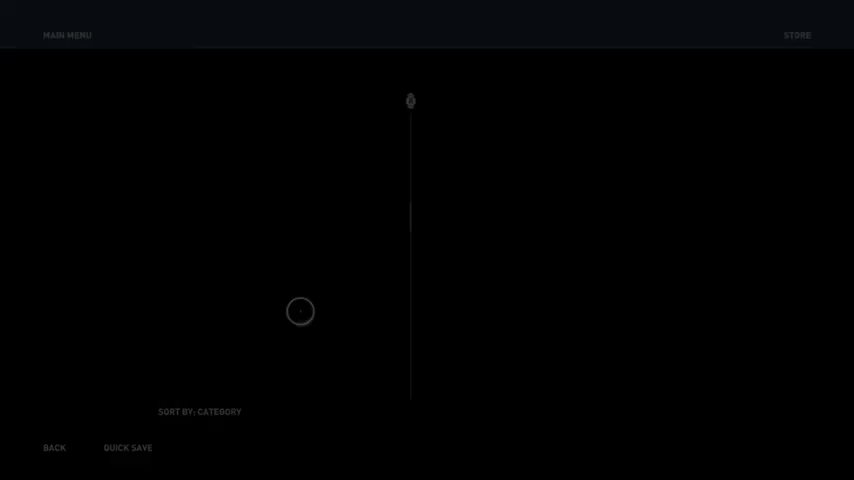 MAIN MENU
STORE
SORT BY: CATEGORY
BACK
QUICK SAVE